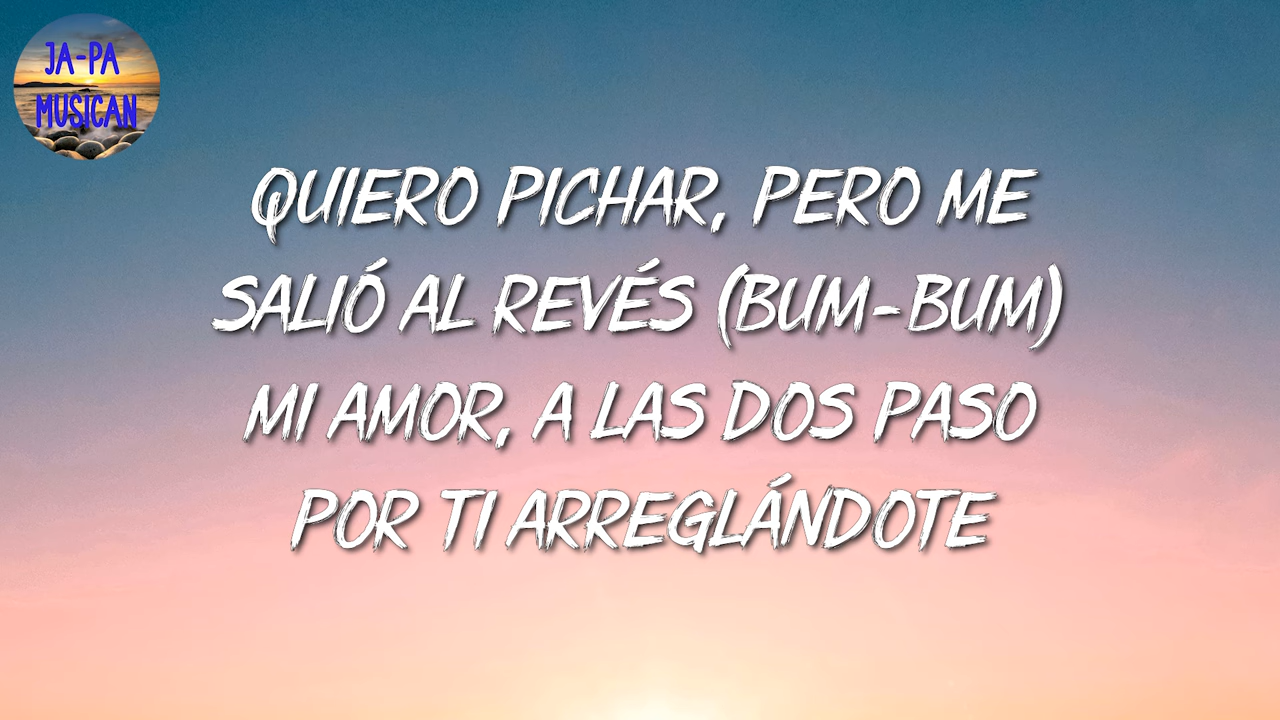 JA-PA
MUSICAN
QUIERO PICHAR, PERO ME
SALIÓ AL REVÉS (BUM-BUM)
MI AMOR, A LAS DOS PASO
POR TI ARREGLÁNDOTE